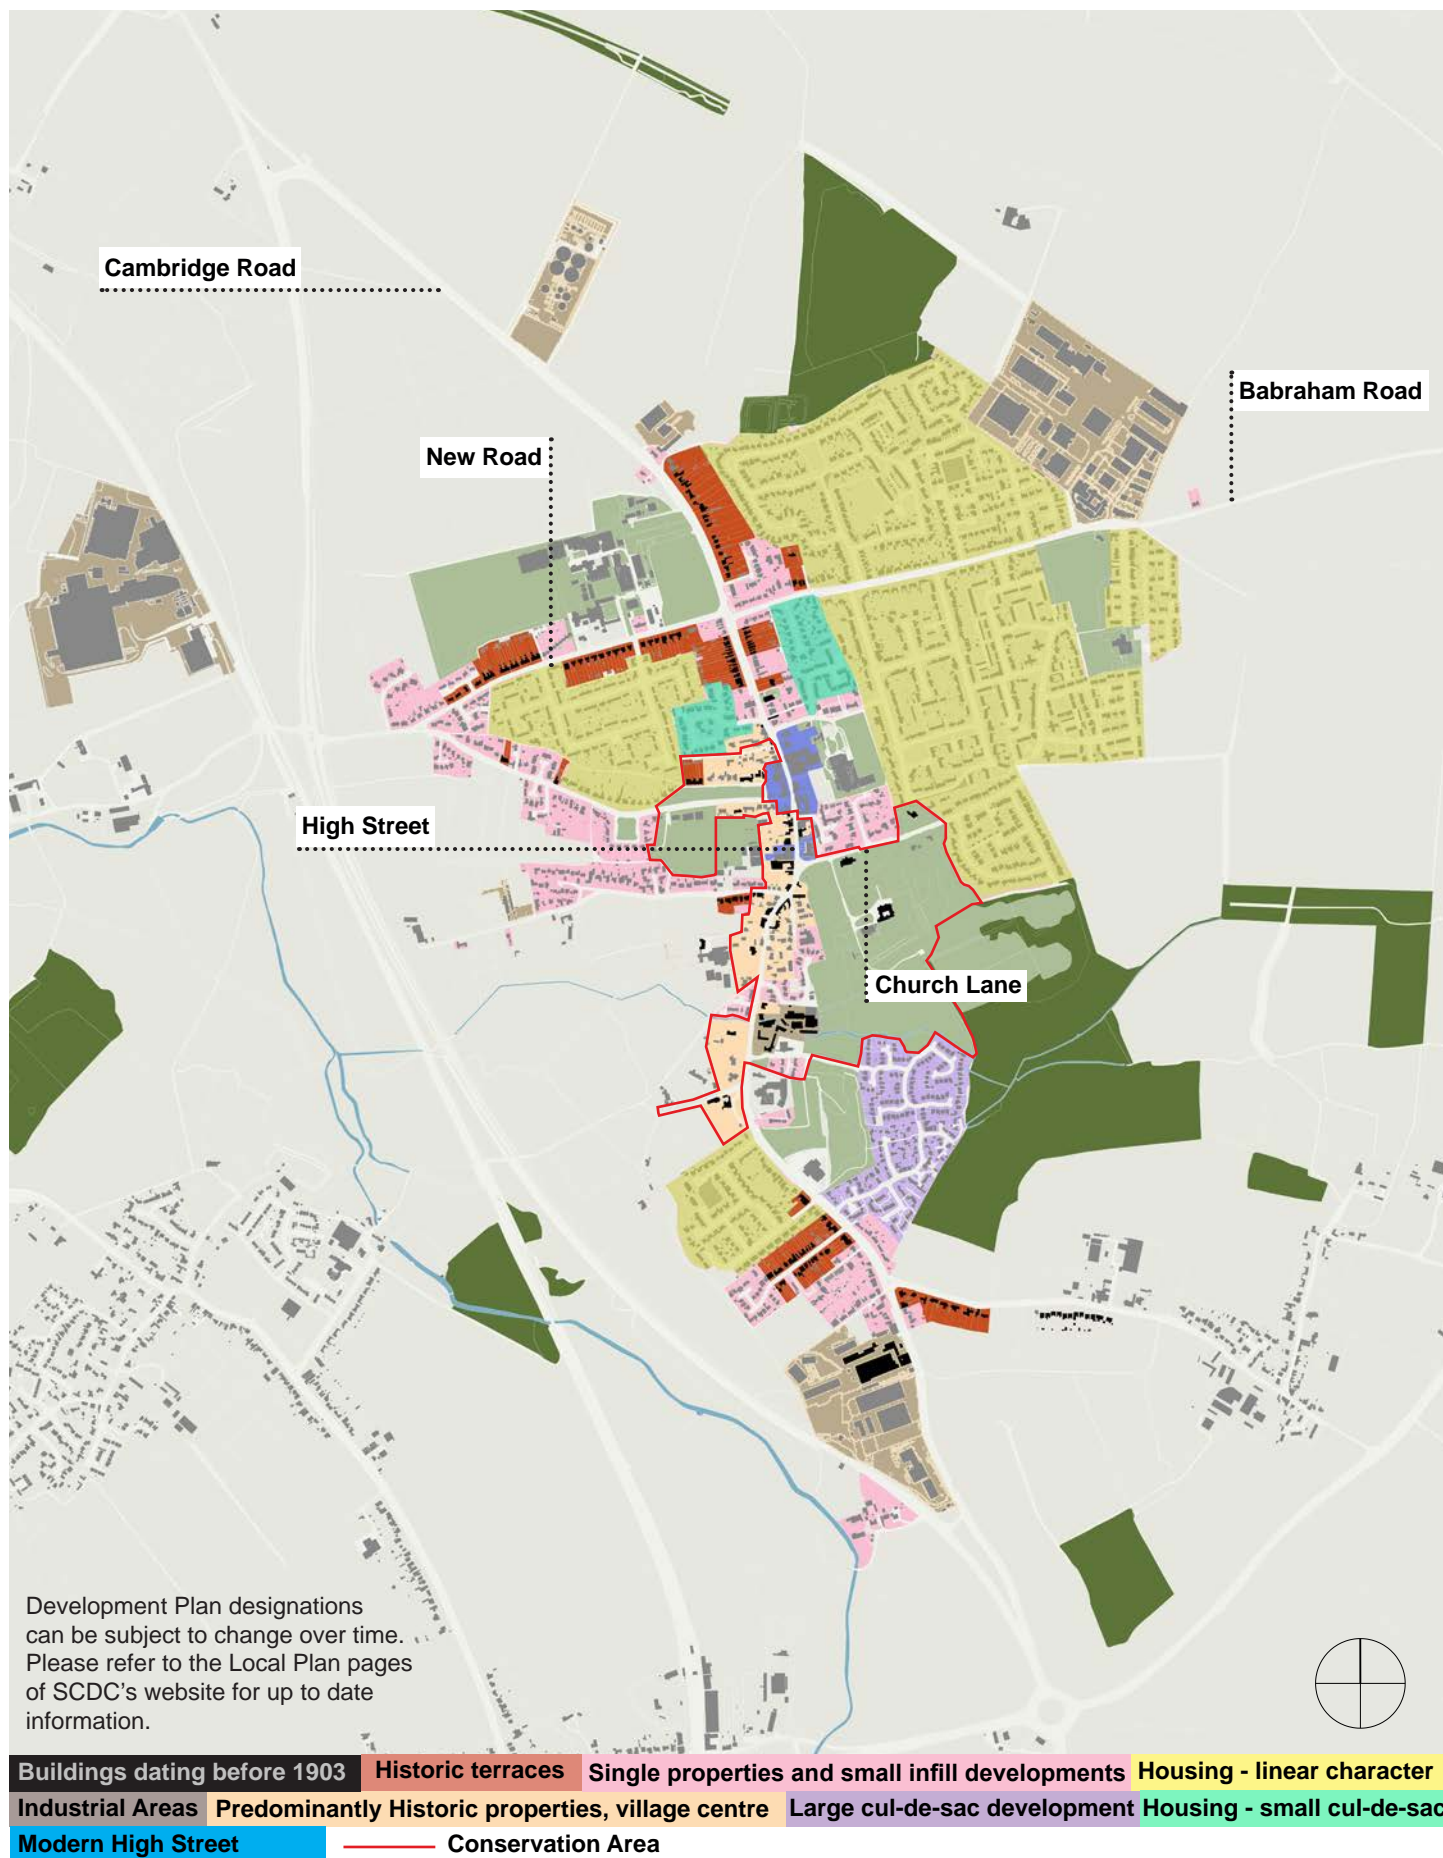 Cambridge Road
Babraham Road
New Road
High Street
Church Lane
Development Plan designations
can be subject to change over time.
Please refer to the Local Plan pages
of SCDC's website for up to date
information.
Buildings dating before 1903
Historic terraces
Single properties and small infill developments
Housing - linear character
Industrial Areas
Predominantly Historic properties, village centre
Large cul-de-sac development
Housing - small cul-de-sac
Modern High Street
Conservation Area